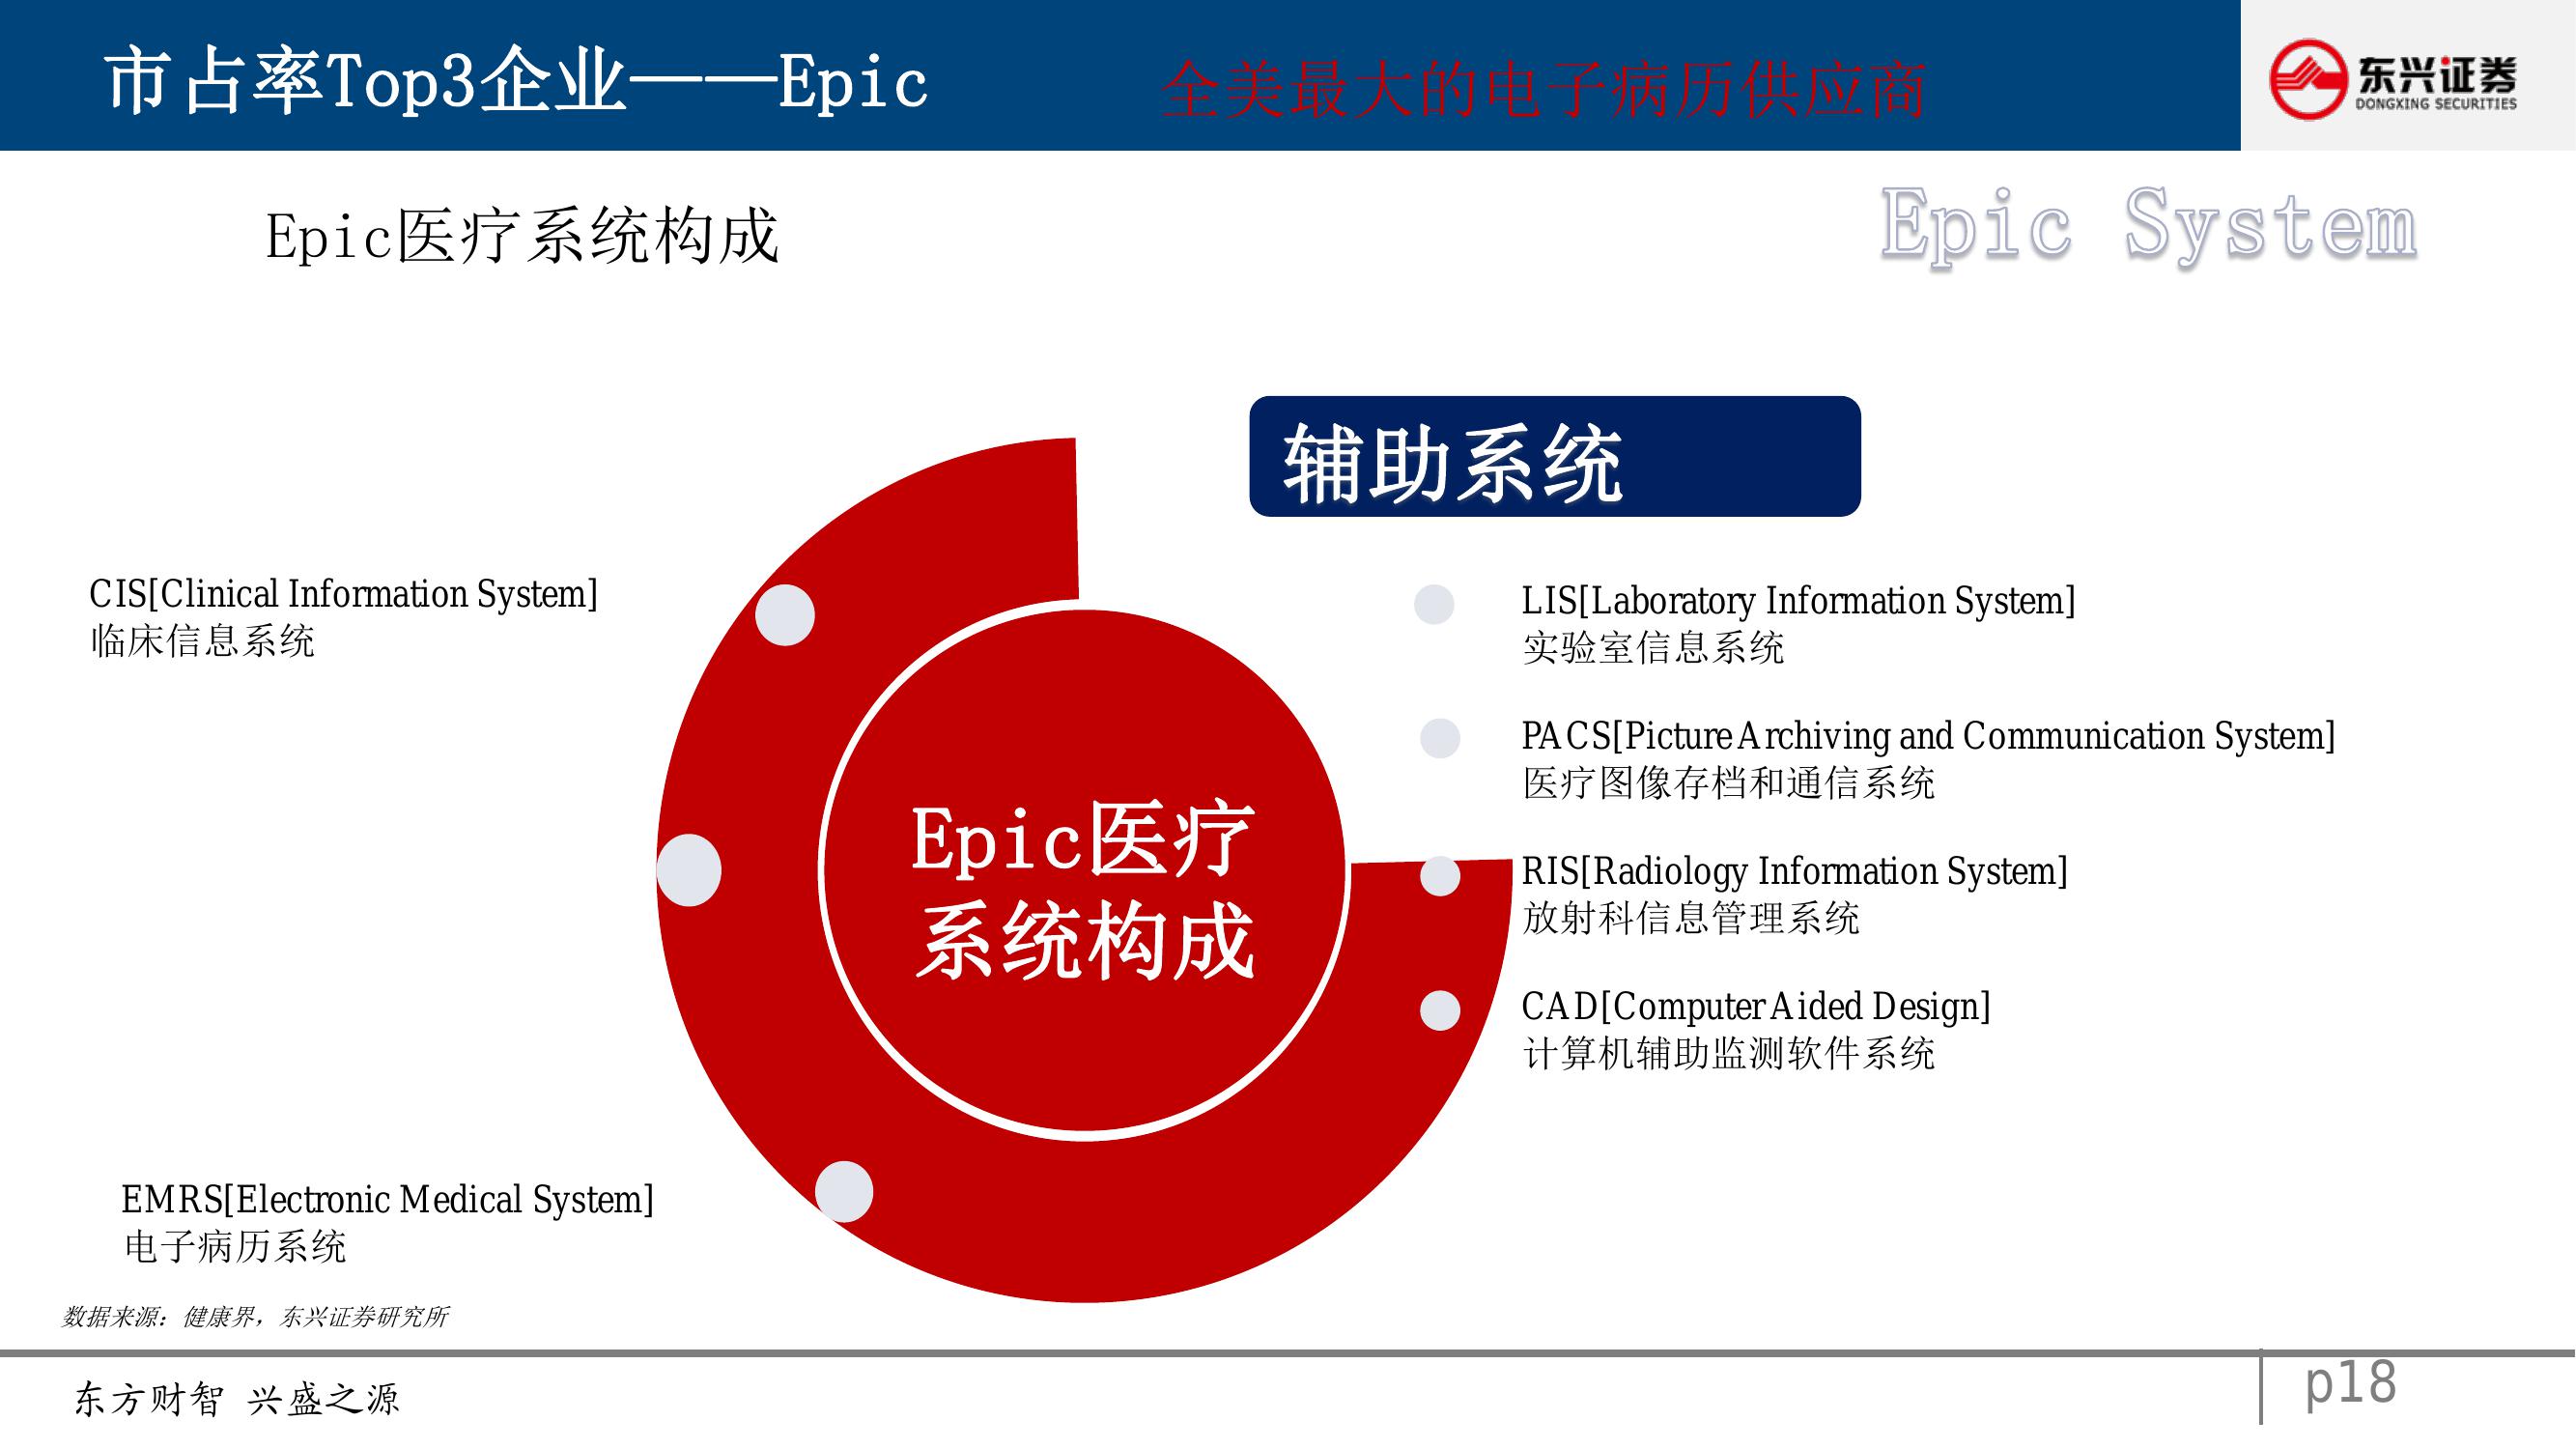 市占率Top3企业——Epic
全美最大的电子病历供应商
东兴证券
DONGXING SECURITIES
Epic医疗系统构成
Epic System
辅助系统
CIS[Clinical Information System]
临床信息系统
EMRS[Electronic Medical System]
电子病历系统
Epic医疗
系统构成
LIS[Laboratory Information System]
实验室信息系统
PACS[Picture Archiving and Communication System]
医疗图像存档和通信系统
RIS[Radiology Information System]
放射科信息管理系统
CAD[Computer Aided Design]
计算机辅助监测软件系统
数据来源：健康界，东兴证券研究所
东方财智 兴盛之源
p18